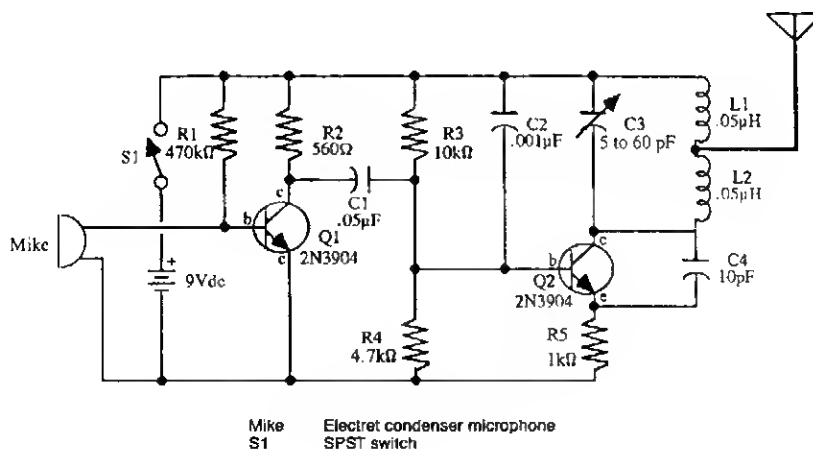 S1
R1
470kΩ
R2
560Ω
R3
10kΩ
C2
.001µF
C3
5 to 60 pF
L1
.05µH
L2
.05µH
C1
.05µF
c
b
e
Q1
2N3904
Mike
+
9Vdc
c
b
e
Q2
2N3904
C4
10pF
R4
4.7kΩ
R5
1kΩ
Mike Electret condenser microphone
S1 SPST switch